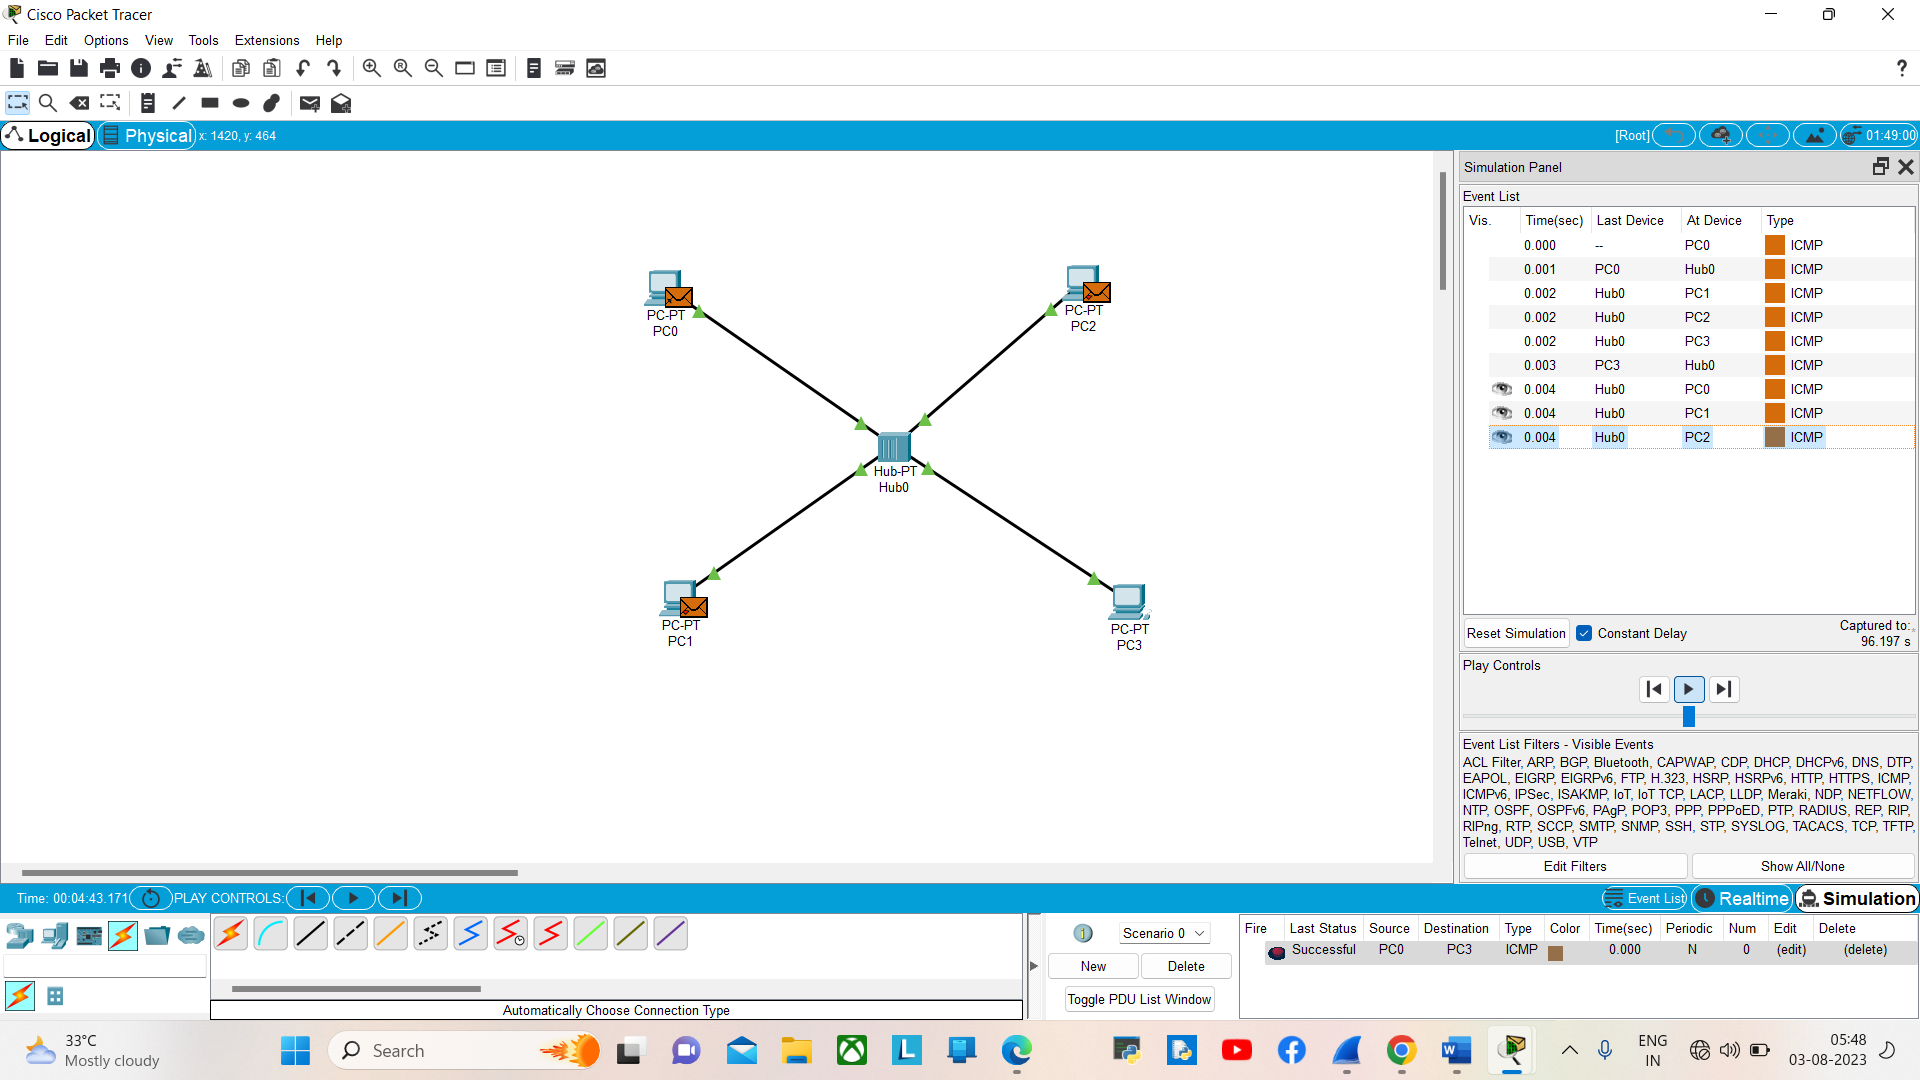 Cisco Packet Tracer
File Edit Options View Tools Extensions Help
?
Logical Physical x: 1420, y: 464 [Root] 01:49:00
PC-PT
PC0
PC-PT
PC2
Hub-PT
Hub0
PC-PT
PC1
PC-PT
PC3
Simulation Panel
Event List
Vis. Time(sec) Last Device At Device Type
0.000 -- PC0 ICMP
0.001 PC0 Hub0 ICMP
0.002 Hub0 PC1 ICMP
0.002 Hub0 PC2 ICMP
0.002 Hub0 PC3 ICMP
0.003 PC3 Hub0 ICMP
0.004 Hub0 PC0 ICMP
0.004 Hub0 PC1 ICMP
0.004 Hub0 PC2 ICMP
Reset Simulation Constant Delay Captured to:
96.197 s
Play Controls
Event List Filters - Visible Events
ACL Filter, ARP, BGP, Bluetooth, CAPWAP, CDP, DHCP, DHCPv6, DNS, DTP,
EAPOL, EIGRP, EIGRPv6, FTP, H.323, HSRP, HSRPv6, HTTP, HTTPS, ICMP,
ICMPv6, IPSec, ISAKMP, IoT, IoT TCP, LACP, LLDP, Meraki, NDP, NETFLOW,
NTP, OSPF, OSPFv6, PAgP, POP3, PPP, PPPoED, PTP, RADIUS, REP, RIP,
RIPng, RTP, SCCP, SMTP, SNMP, SSH, STP, SYSLOG, TACACS, TCP, TFTP,
Telnet, UDP, USB, VTP
Edit Filters Show All/None
Time: 00:04:43.171 PLAY CONTROLS: Event List Realtime Simulation
Scenario 0
New Delete
Toggle PDU List Window
Fire Last Status Source Destination Type Color Time(sec) Periodic Num Edit Delete
Successful PC0 PC3 ICMP 0.000 N 0 (edit) (delete)
Automatically Choose Connection Type
33°C
Mostly cloudy
Search
ENG
IN
05:48
03-08-2023